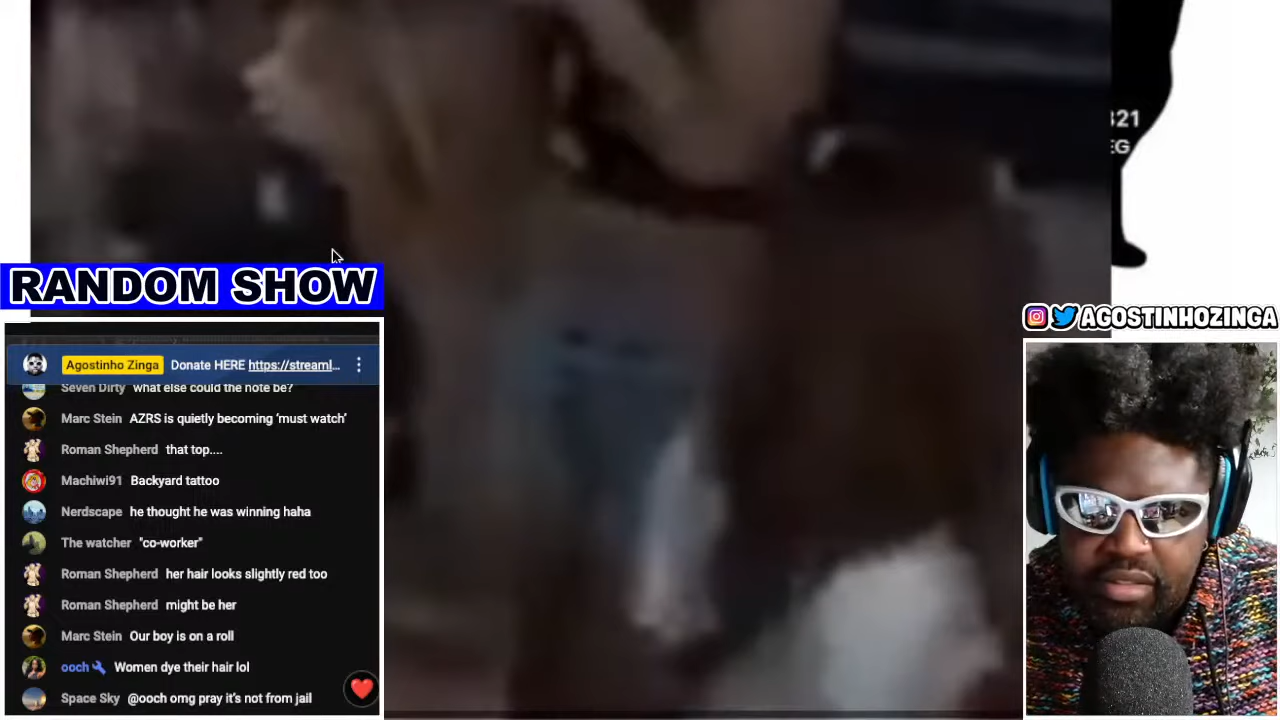 321
EG
RANDOM SHOW
AGOSTINHOZINGA
Agostinho Zinga Donate HERE https://streaml...
Seven Dirty what else could the note be?
Marc Stein AZRS is quietly becoming ‘must watch’
Roman Shepherd that top....
Machiwi91 Backyard tattoo
Nerdscape he thought he was winning haha
The watcher "co-worker"
Roman Shepherd her hair looks slightly red too
Roman Shepherd might be her
Marc Stein Our boy is on a roll
ooch Women dye their hair lol
Space Sky @ooch omg pray it’s not from jail